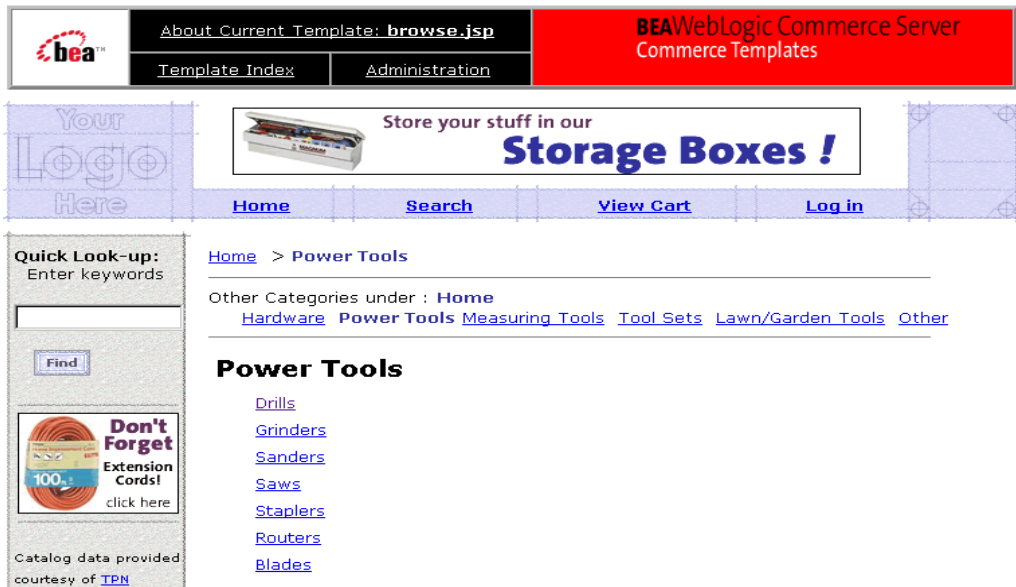 bea™
About Current Template: browse.jsp
Template Index
Administration
BEAWebLogic Commerce Server
Commerce Templates
Your
Logo
Here
Store your stuff in our
Storage Boxes !
Home
Search
View Cart
Log in
Quick Look-up:
Enter keywords
Find
Don't
Forget
Extension
Cords!
click here
100
Catalog data provided
courtesy of TPN
Home > Power Tools
Other Categories under : Home
Hardware Power Tools Measuring Tools Tool Sets Lawn/Garden Tools Other
Power Tools
Drills
Grinders
Sanders
Saws
Staplers
Routers
Blades